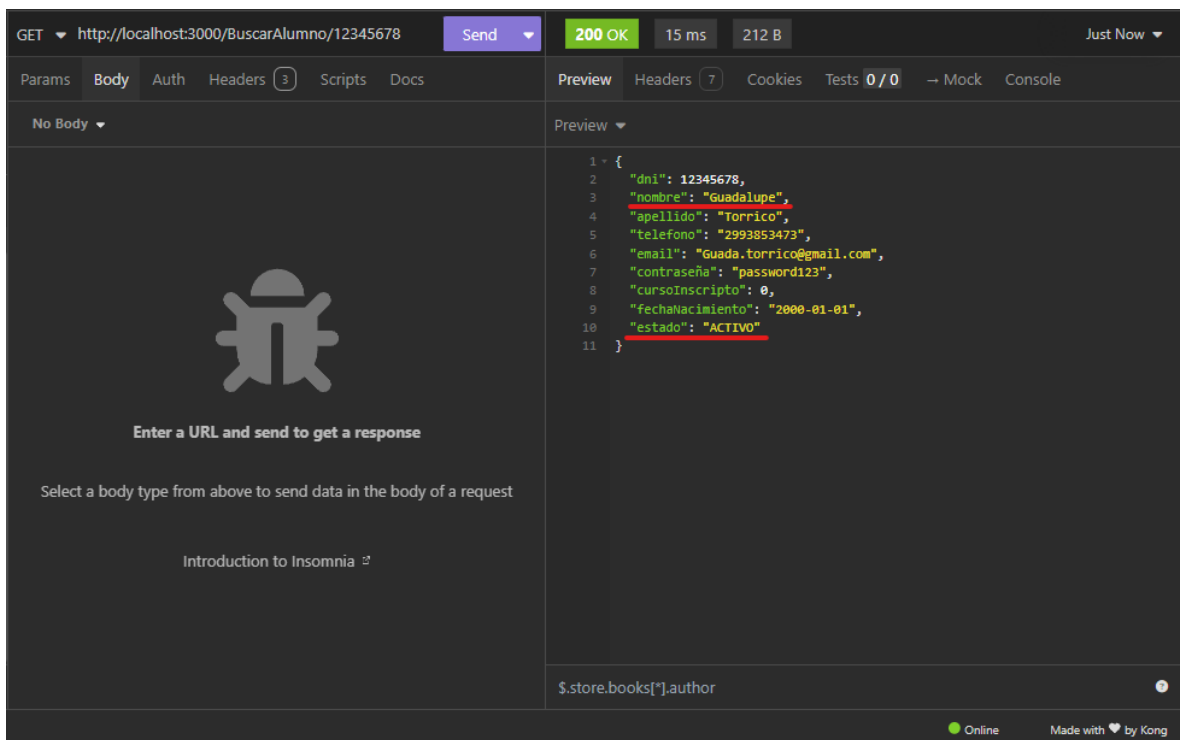 GET http://localhost:3000/BuscarAlumno/12345678 Send
200 OK 15 ms 212 B Just Now
Params Body Auth Headers 3 Scripts Docs
Preview Headers 7 Cookies Tests 0 / 0 → Mock Console
No Body
Preview
1 {
2 "dni": 12345678,
3 "nombre": "Guadalupe",
4 "apellido": "Torrico",
5 "telefono": "2993853473",
6 "email": "Guada.torrico@gmail.com",
7 "contraseña": "password123",
8 "cursoInscripto": 0,
9 "fechaNacimiento": "2000-01-01",
10 "estado": "ACTIVO"
11 }
Enter a URL and send to get a response
Select a body type from above to send data in the body of a request
Introduction to Insomnia
$.store.books[*].author
Online Made with ♥ by Kong